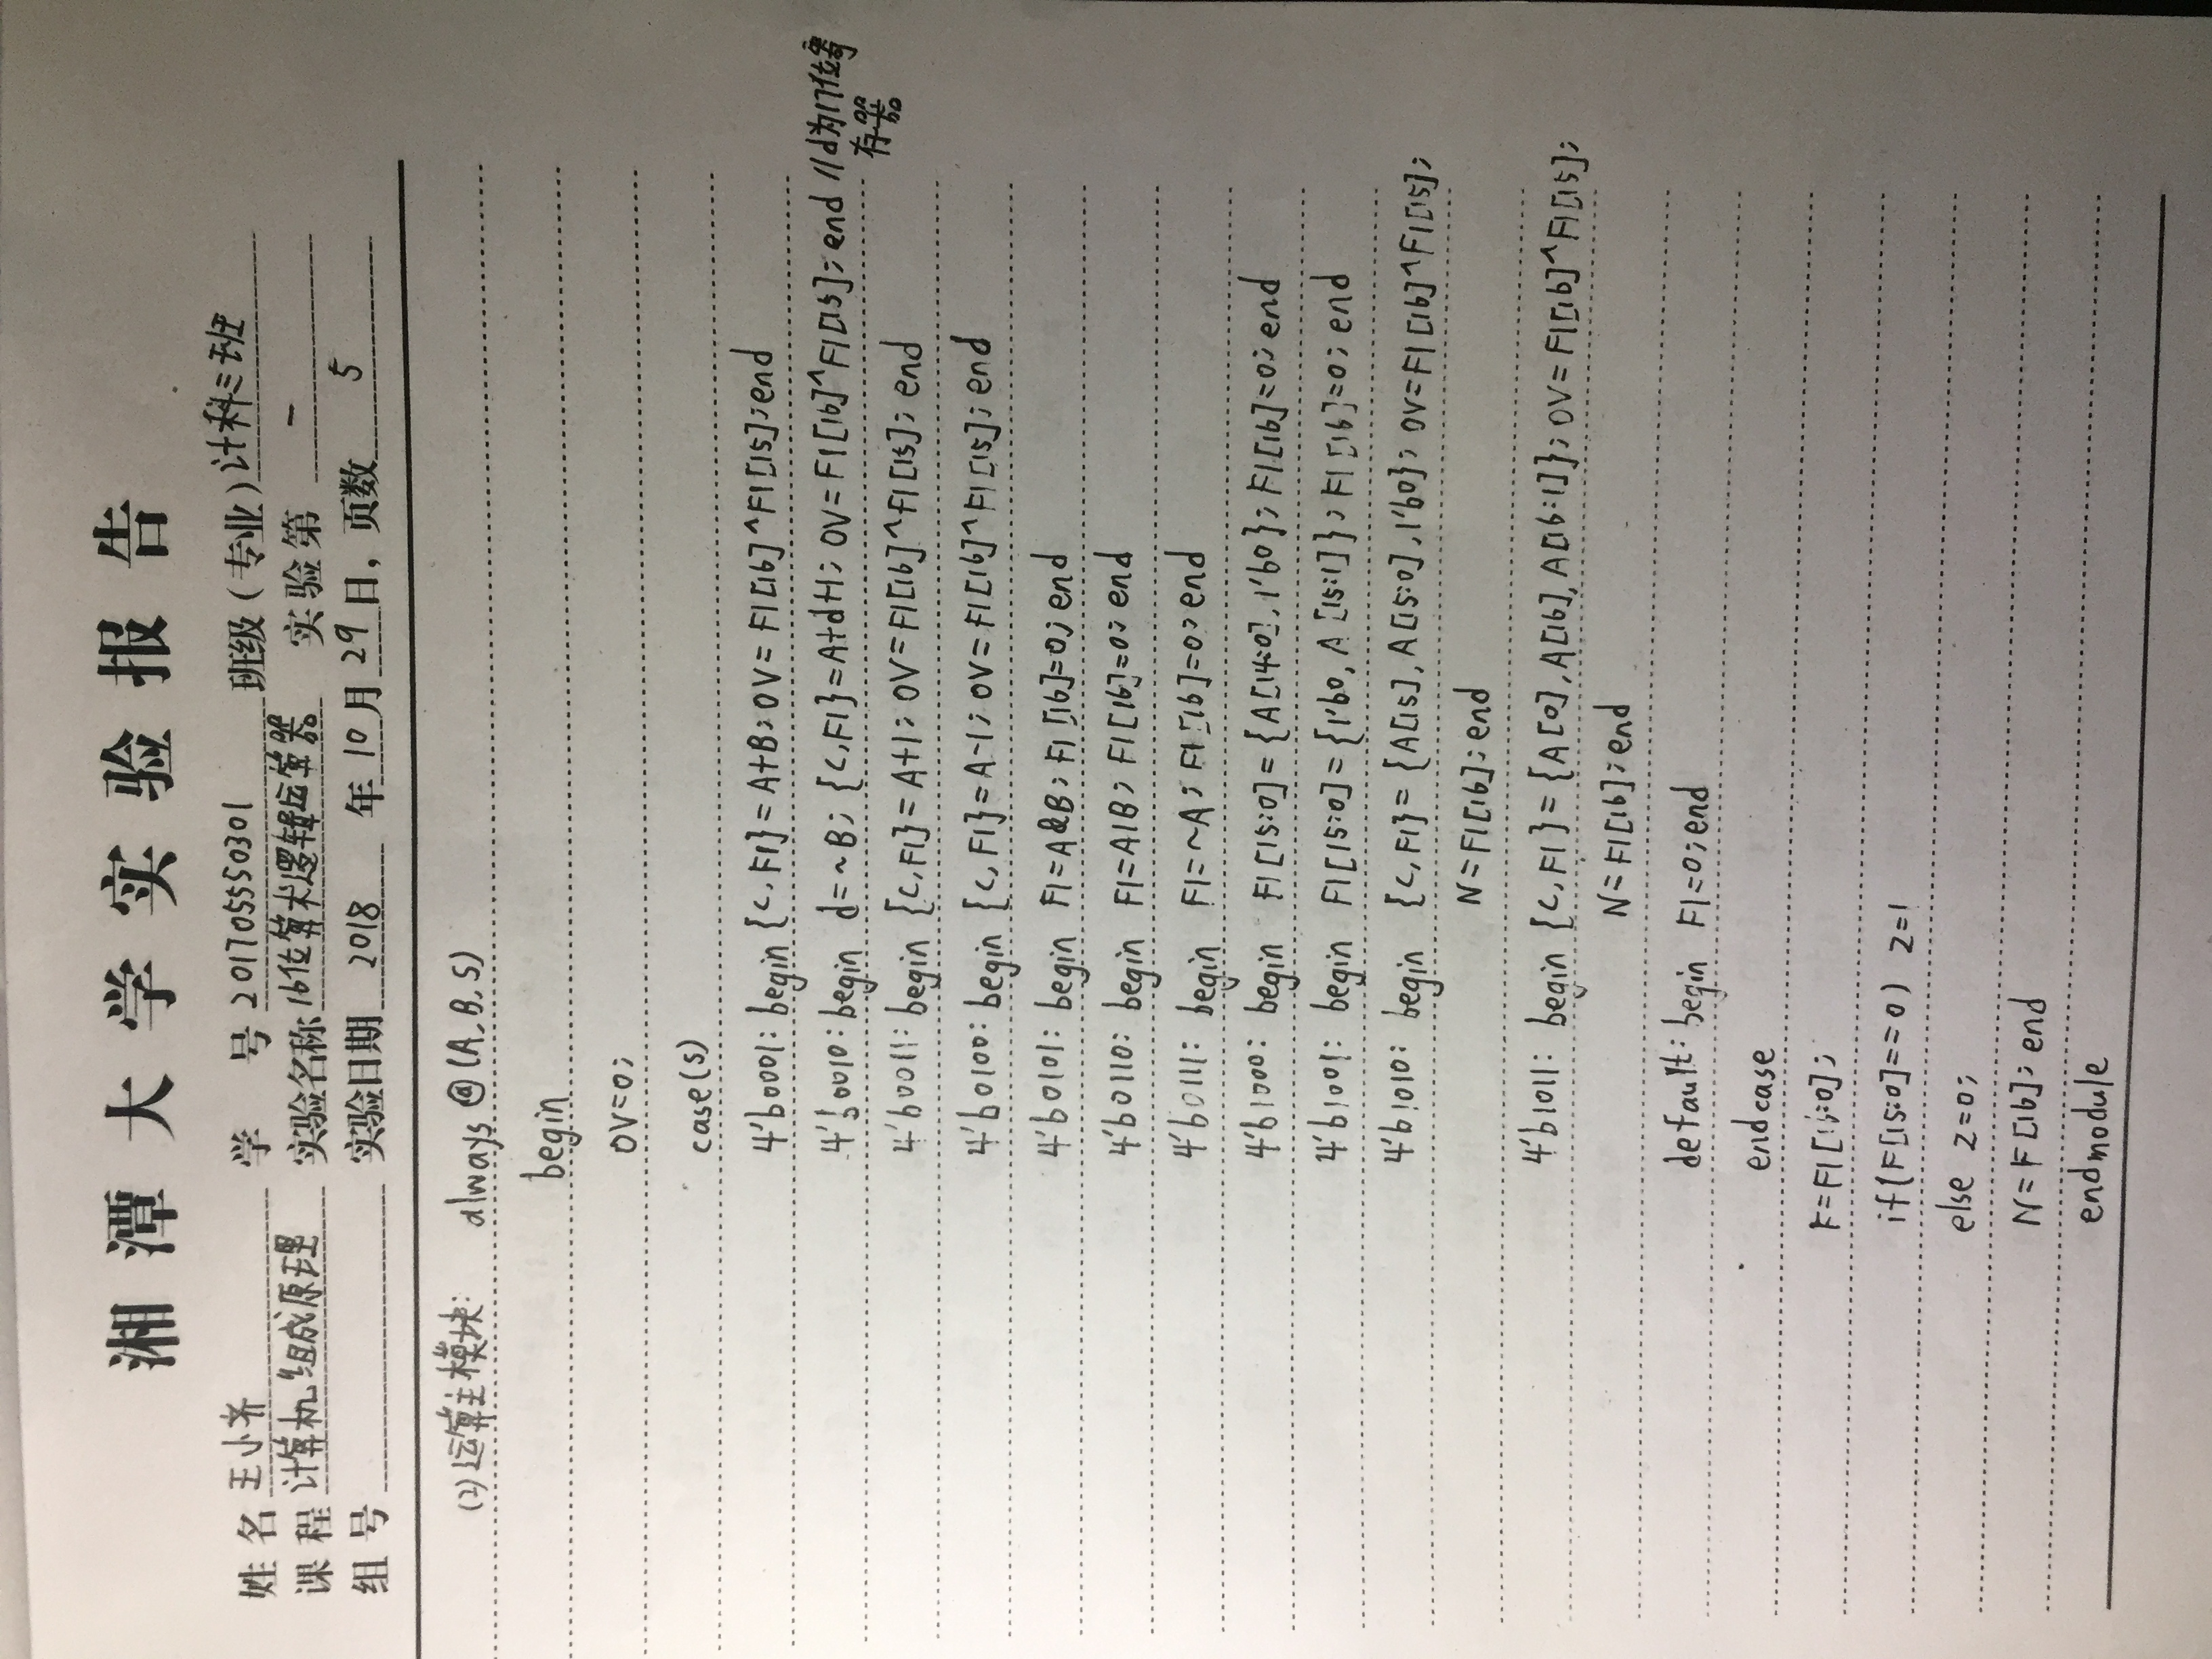 湘潭大学实验报告
姓名 王小齐 学号 201705550301 班级(专业) 计科三班
课程 计算机组成原理 实验名称 16位算术逻辑运算器 实验第 一
组号 实验日期 2018 年 10 月 29 日, 页数 5
(2)运算主模块: always @(A,B,S)
begin
OV=0;
case(S)
4'b0001: begin {C,F1}=A+B; OV=F1[16]^F1[15]; end
4'b0010: begin d=~B; {C,F1}=A+d+1; OV=F1[16]^F1[15]; end //d为17位寄
存器
4'b0011: begin {C,F1}=A+1; OV=F1[16]^F1[15]; end
4'b0100: begin {C,F1}=A-1; OV=F1[16]^F1[15]; end
4'b0101: begin F1=A&B; F1[16]=0; end
4'b0110: begin F1=A|B; F1[16]=0; end
4'b0111: begin F1=~A; F1[16]=0; end
4'b1000: begin F1[15:0]={A[14:0],1'b0}; F1[16]=0; end
4'b1001: begin F1[15:0]={1'b0,A[15:1]}; F1[16]=0; end
4'b1010: begin {C,F1}={A[15],A[15:0],1'b0}; OV=F1[16]^F1[15];
N=F1[16]; end
4'b1011: begin {C,F1}={A[0],A[16],A[16:1]}; OV=F1[16]^F1[15];
N=F1[16]; end
default: begin F1=0; end
endcase
if(F[15:0]==0) Z=1
else Z=0;
N=F[16]; end
endmodule